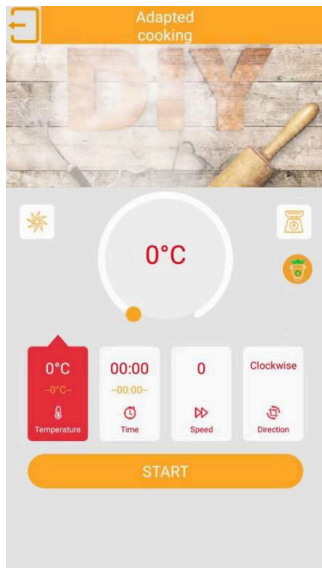 Adapted
cooking
DIY
0°C
0°C
--0°C--
Temperature
00:00
--00:00--
Time
0
Speed
Clockwise
Direction
START